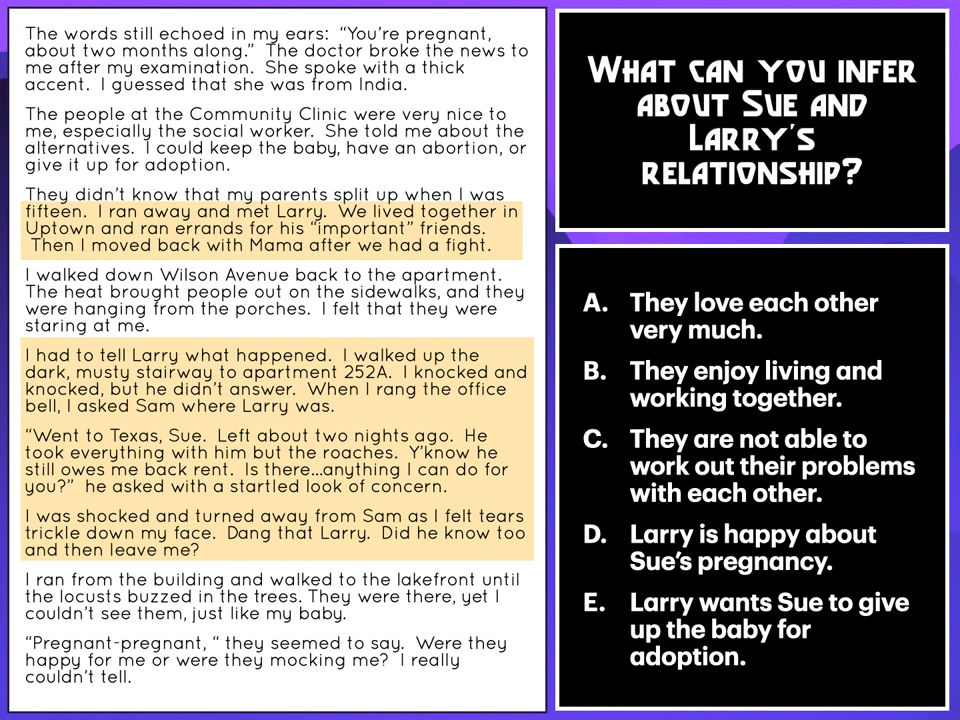 The words still echoed in my ears:  “You’re pregnant,
about two months along.”  The doctor broke the news to
me after my examination.  She spoke with a thick
accent.  I guessed that she was from India.
The people at the Community Clinic were very nice to
me, especially the social worker.  She told me about the
alternatives.  I could keep the baby, have an abortion, or
give it up for adoption.
They didn’t know that my parents split up when I was
fifteen.  I ran away and met Larry.  We lived together in
Uptown and ran errands for his “important” friends.
Then I moved back with Mama after we had a fight.
I walked down Wilson Avenue back to the apartment.
The heat brought people out on the sidewalks, and they
were hanging from the porches.  I felt that they were
staring at me.
I had to tell Larry what happened.  I walked up the
dark, musty stairway to apartment 252A.  I knocked and
knocked, but he didn’t answer.  When I rang the office
bell, I asked Sam where Larry was.
“Went to Texas, Sue.  Left about two nights ago.  He
took everything with him but the roaches.  Y’know he
still owes me back rent.  Is there...anything I can do for
you?”  he asked with a startled look of concern.
I was shocked and turned away from Sam as I felt tears
trickle down my face.  Dang that Larry.  Did he know too
and then leave me?
I ran from the building and walked to the lakefront until
the locusts buzzed in the trees. They were there, yet I
couldn’t see them, just like my baby.
“Pregnant-pregnant, “ they seemed to say.  Were they
happy for me or were they mocking me?  I really
couldn’t tell.
What can you infer
about Sue and
Larry’s
relationship?
A. They love each other
very much.
B. They enjoy living and
working together.
C. They are not able to
work out their problems
with each other.
D. Larry is happy about
Sue’s pregnancy.
E. Larry wants Sue to give
up the baby for
adoption.